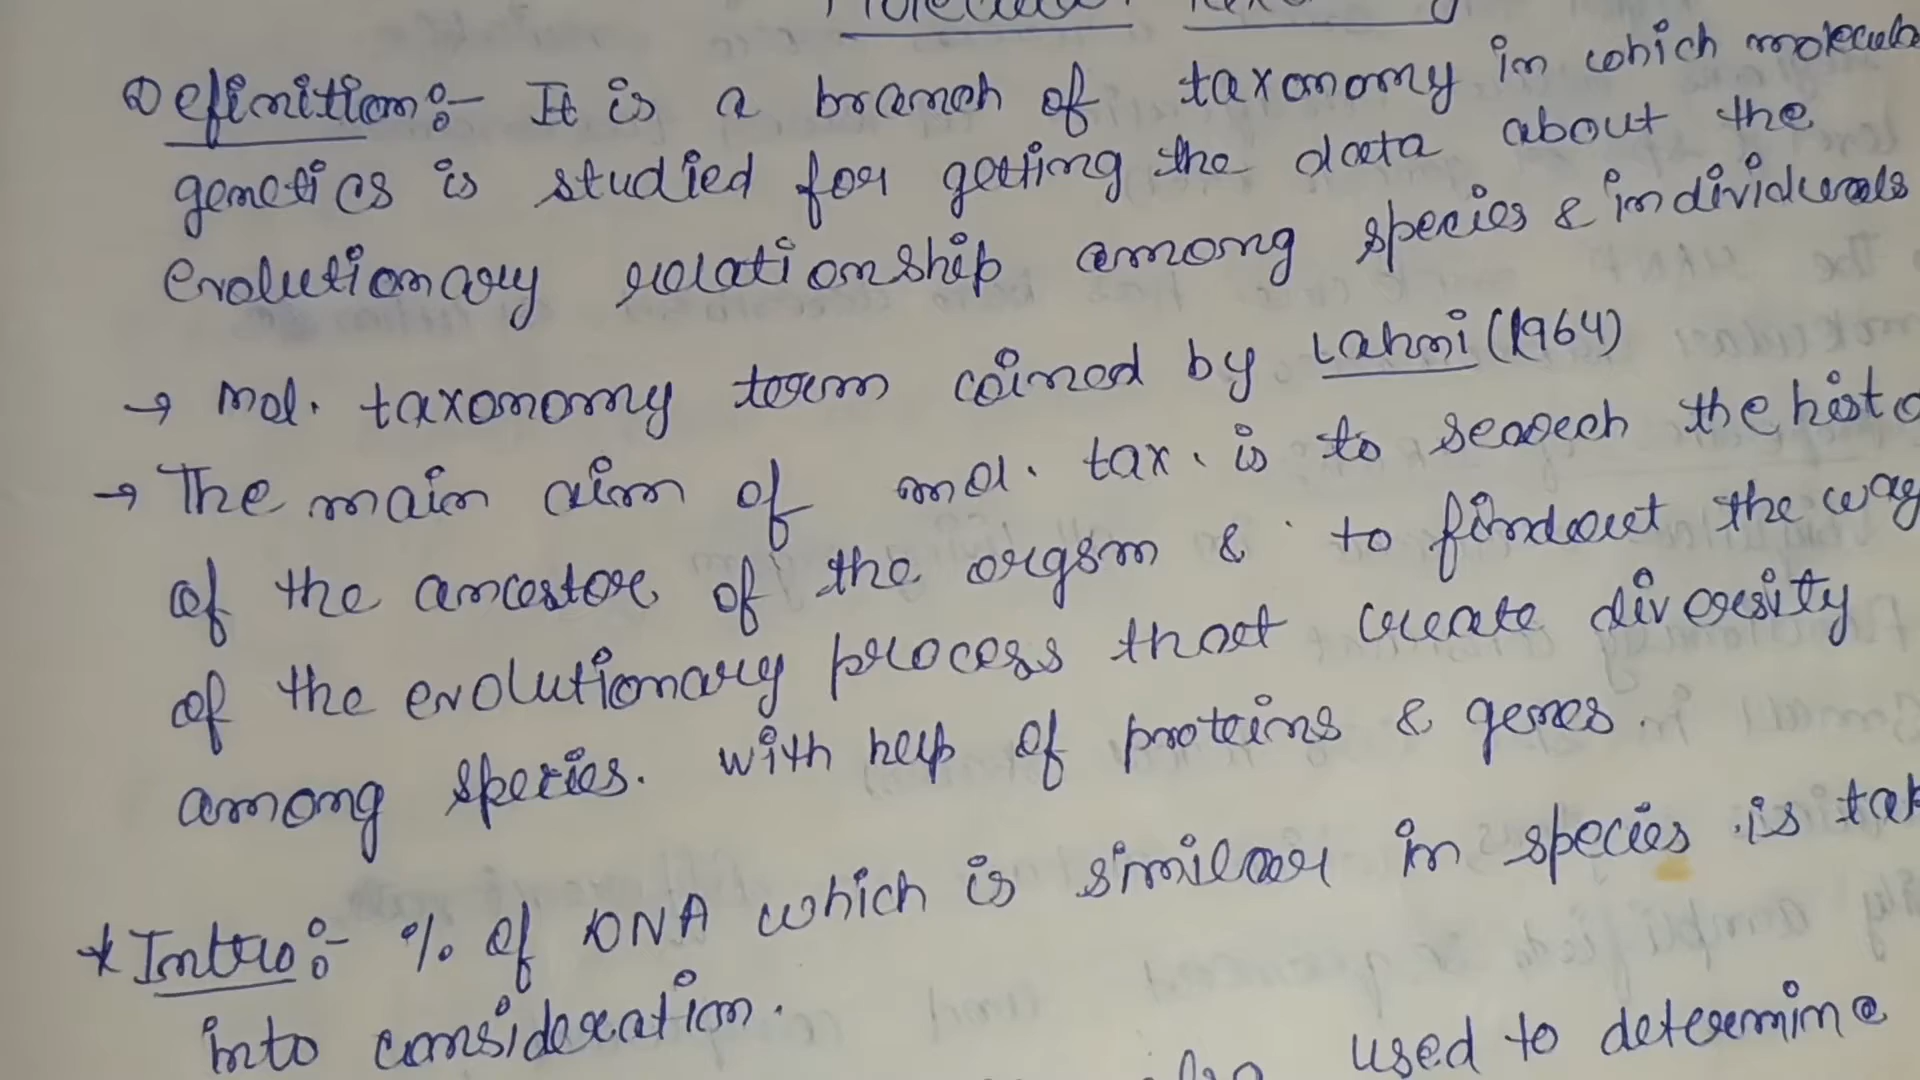 Molecular Taxonomy
Definition:- It is a branch of taxonomy in which molecula
genetics is studied for getting the data about the
evolutionary relationship among species & individuals
→ mol. taxonomy term coined by Lahni (1964)
→ The main aim of mol. tax. is to search the histo
of the ancestor of the orgsm & to findout the way
of the evolutionary process that create diversity
among species. with help of proteins & genes.
* Intro:- % of DNA which is similar in species is tak
into consideration.
used to determine